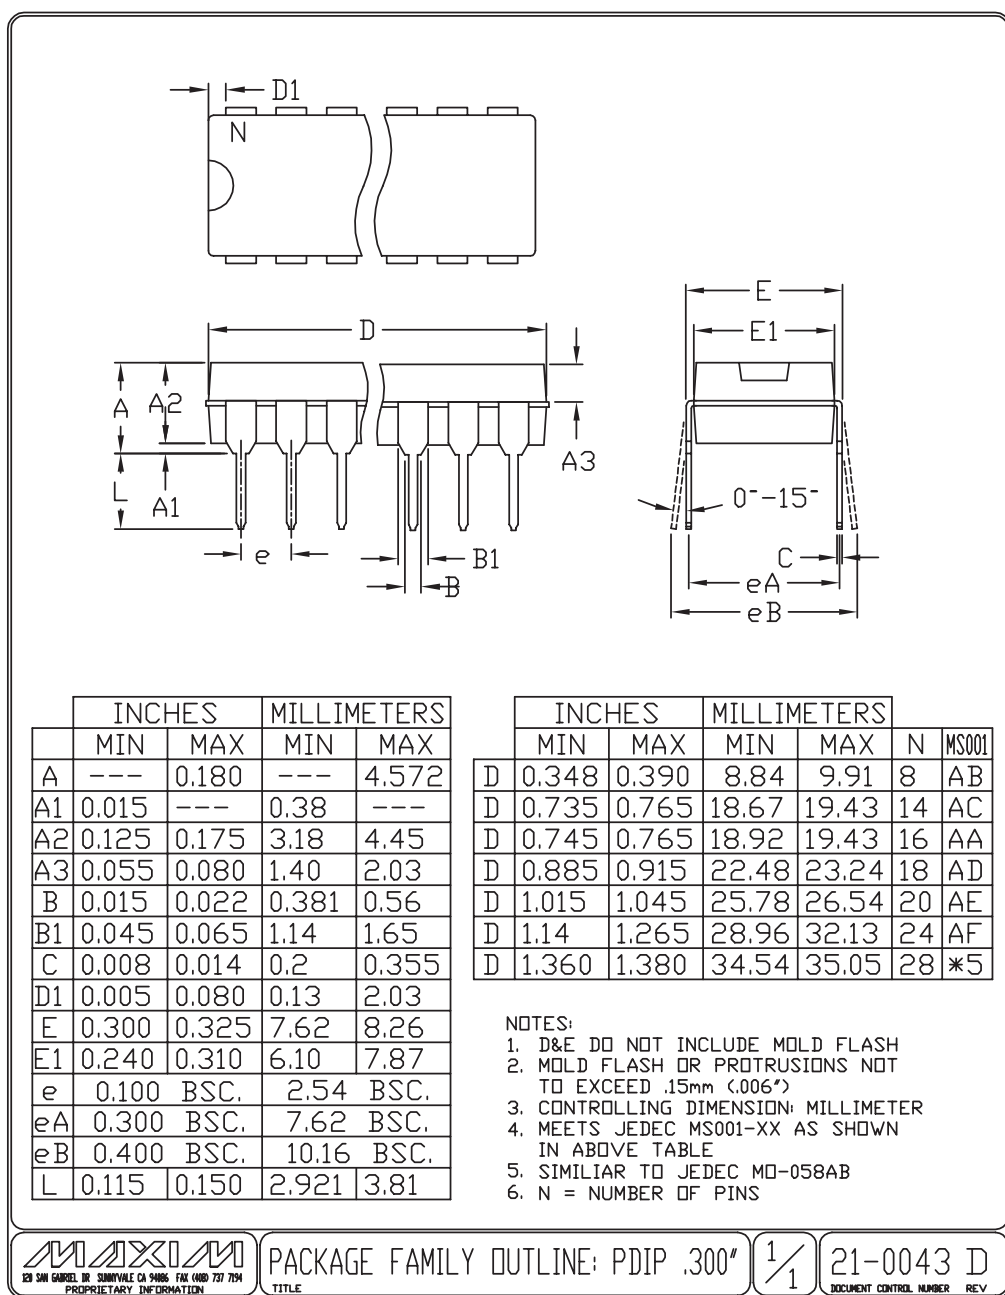 D1
N
E
E1
D
A
A2
A3
L
A1
0°-15°
e
B1
B
C
eA
eB
INCHES MILLIMETERS
MIN MAX MIN MAX
A --- 0.180 --- 4.572
A1 0.015 --- 0.38 ---
A2 0.125 0.175 3.18 4.45
A3 0.055 0.080 1.40 2.03
B 0.015 0.022 0.381 0.56
B1 0.045 0.065 1.14 1.65
C 0.008 0.014 0.2 0.355
D1 0.005 0.080 0.13 2.03
E 0.300 0.325 7.62 8.26
E1 0.240 0.310 6.10 7.87
e 0.100 BSC. 2.54 BSC.
eA 0.300 BSC. 7.62 BSC.
eB 0.400 BSC. 10.16 BSC.
L 0.115 0.150 2.921 3.81
INCHES MILLIMETERS
MIN MAX MIN MAX N MS001
D 0.348 0.390 8.84 9.91 8 AB
D 0.735 0.765 18.67 19.43 14 AC
D 0.745 0.765 18.92 19.43 16 AA
D 0.885 0.915 22.48 23.24 18 AD
D 1.015 1.045 25.78 26.54 20 AE
D 1.14 1.265 28.96 32.13 24 AF
D 1.360 1.380 34.54 35.05 28 *5
NOTES:
1. D&E DO NOT INCLUDE MOLD FLASH
2. MOLD FLASH OR PROTRUSIONS NOT
TO EXCEED .15mm (.006")
3. CONTROLLING DIMENSION: MILLIMETER
4. MEETS JEDEC MS001-XX AS SHOWN
IN ABOVE TABLE
5. SIMILIAR TO JEDEC MO-058AB
6. N = NUMBER OF PINS
MAXIM
120 SAN GABRIEL DR SUNNYVALE CA 94086 FAX (408) 737 7194
PROPRIETARY INFORMATION
PACKAGE FAMILY OUTLINE: PDIP .300"
TITLE
1/1
21-0043 D
DOCUMENT CONTROL NUMBER REV